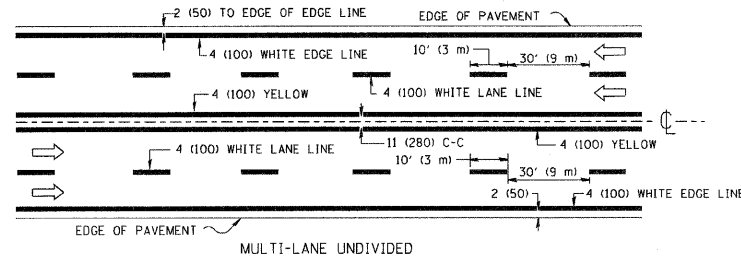 2 (50) TO EDGE OF EDGE LINE
EDGE OF PAVEMENT
4 (100) WHITE EDGE LINE
10' (3 m)
30' (9 m)
4 (100) YELLOW
4 (100) WHITE LANE LINE
℄
4 (100) WHITE LANE LINE
11 (280) C-C
4 (100) YELLOW
10' (3 m)
30' (9 m)
2 (50)
4 (100) WHITE EDGE LINE
EDGE OF PAVEMENT
MULTI-LANE UNDIVIDED